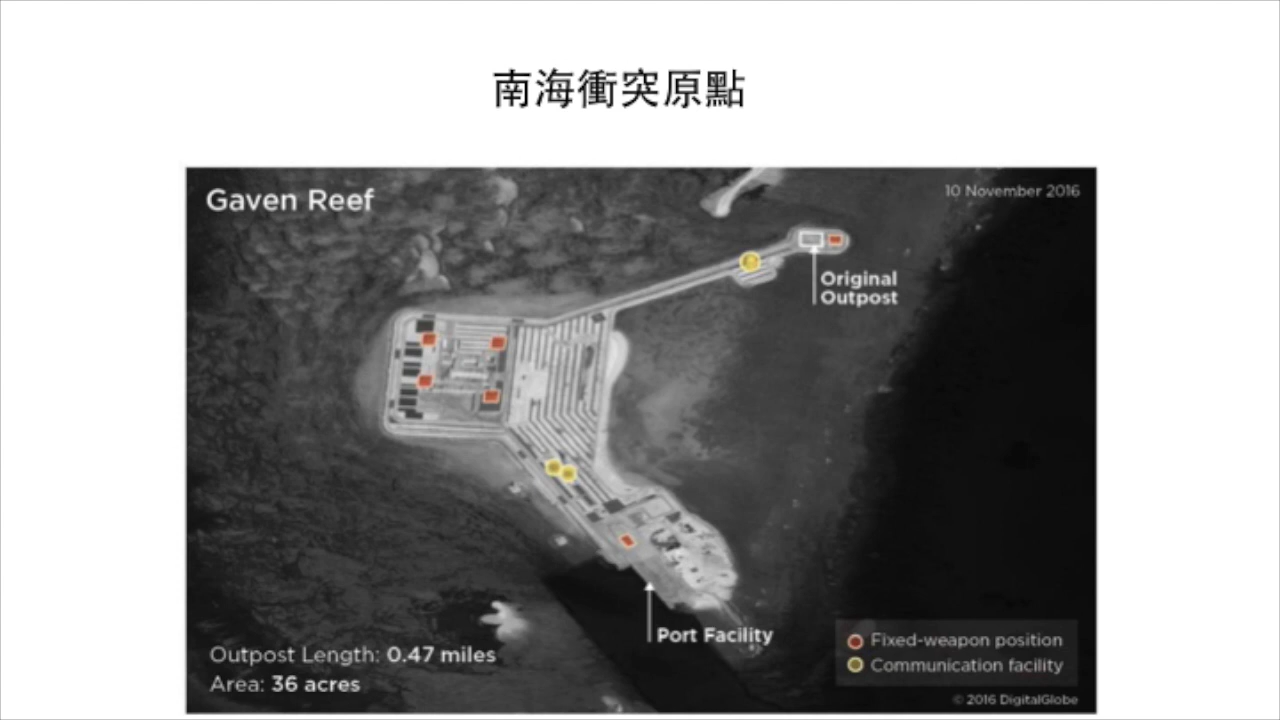 南海衝突原點
Gaven Reef
10 November 2016
Original
Outpost
Port Facility
Outpost Length: 0.47 miles
Area: 36 acres
Fixed-weapon position
Communication facility
© 2016 DigitalGlobe